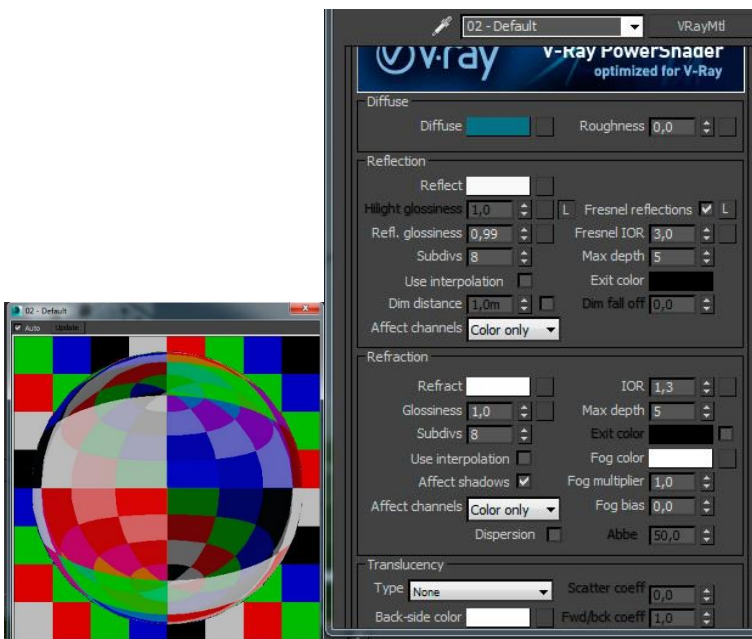 02 - Default
VRayMtl
v·ray
V-Ray PowerShader
optimized for V-Ray
Diffuse
Diffuse
Roughness 0,0
Reflection
Reflect
Hilight glossiness 1,0 L Fresnel reflections L
Refl. glossiness 0,99 Fresnel IOR 3,0
Subdivs 8 Max depth 5
Use interpolation Exit color
Dim distance 1,0m Dim fall off 0,0
Affect channels Color only
Refraction
Refract IOR 1,3
Glossiness 1,0 Max depth 5
Subdivs 8 Exit color
Use interpolation Fog color
Affect shadows Fog multiplier 1,0
Affect channels Color only Fog bias 0,0
Dispersion Abbe 50,0
Translucency
Type None Scatter coeff 0,0
Back-side color Fwd/bck coeff 1,0
02 - Default
Auto Update